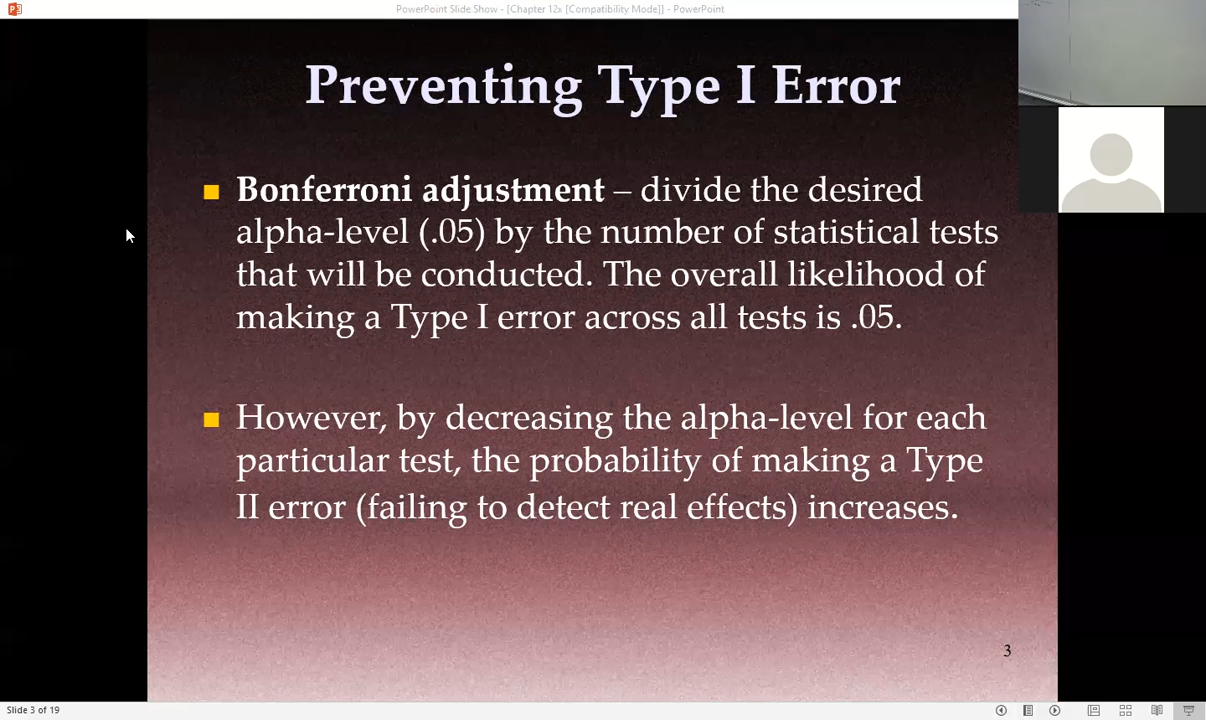 PowerPoint Slide Show - [Chapter 12x [Compatibility Mode]] - PowerPoint
Preventing Type I Error
Bonferroni adjustment – divide the desired
alpha-level (.05) by the number of statistical tests
that will be conducted. The overall likelihood of
making a Type I error across all tests is .05.
However, by decreasing the alpha-level for each
particular test, the probability of making a Type
II error (failing to detect real effects) increases.
3
Slide 3 of 19